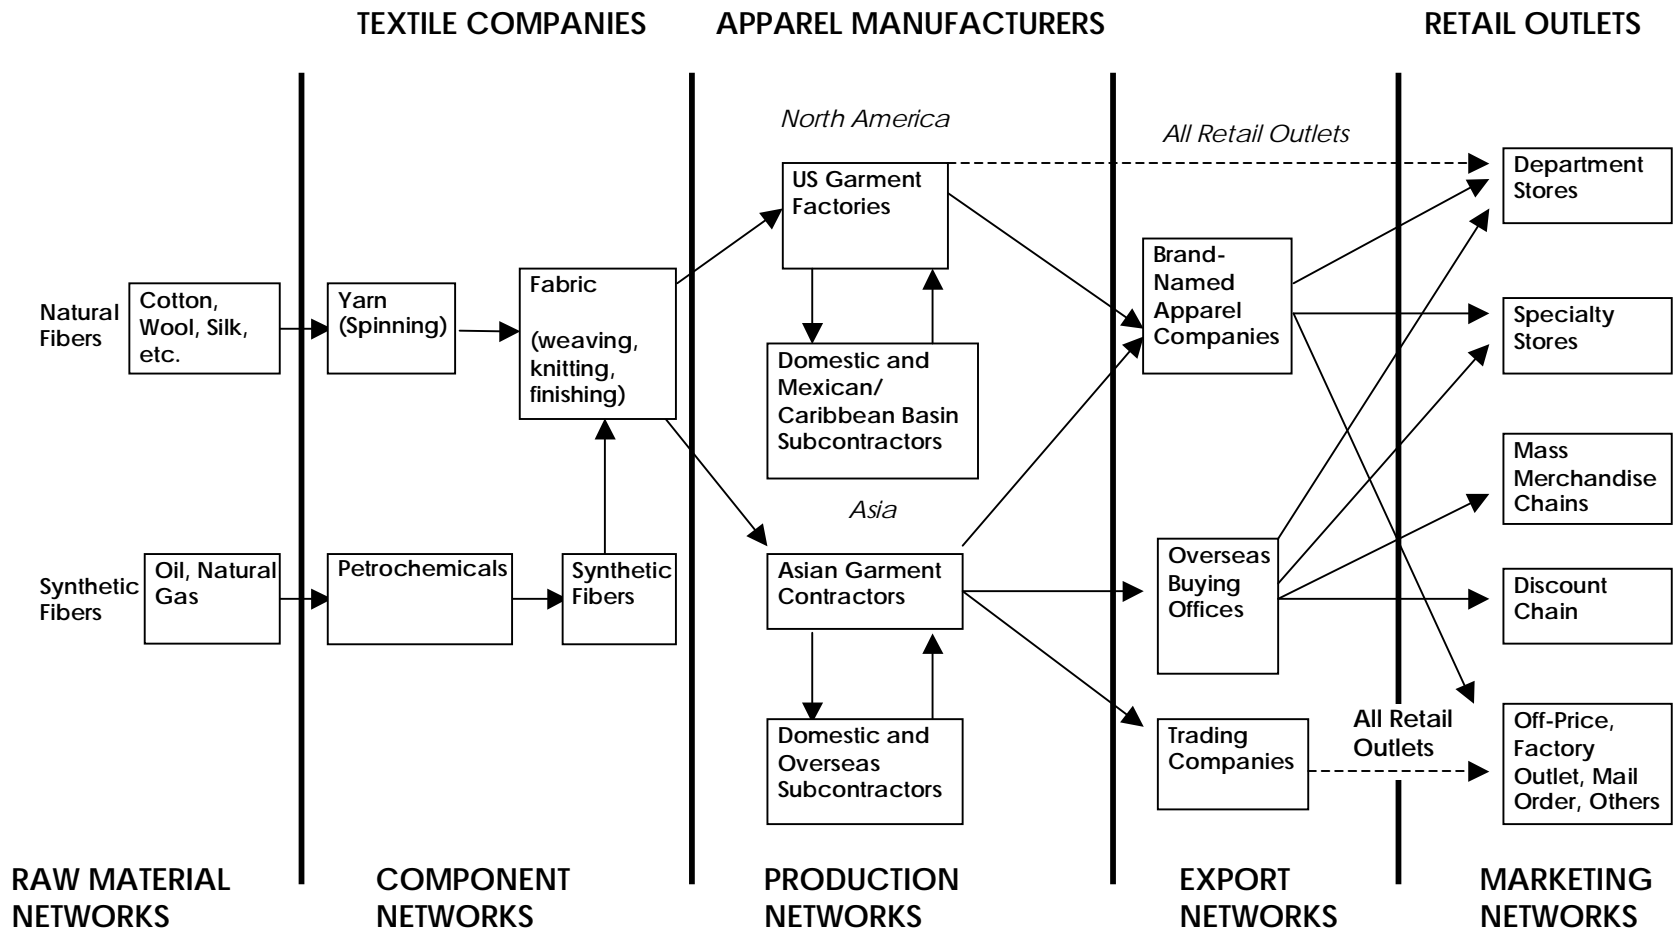 TEXTILE COMPANIES
APPAREL MANUFACTURERS
RETAIL OUTLETS
North America
All Retail Outlets
Natural
Fibers
Cotton,
Wool, Silk,
etc.
Yarn
(Spinning)
Fabric
(weaving,
knitting,
finishing)
US Garment
Factories
Domestic and
Mexican/
Caribbean Basin
Subcontractors
Brand-
Named
Apparel
Companies
Department
Stores
Specialty
Stores
Mass
Merchandise
Chains
Asia
Synthetic
Fibers
Oil, Natural
Gas
Petrochemicals
Synthetic
Fibers
Asian Garment
Contractors
Overseas
Buying
Offices
Discount
Chain
Domestic and
Overseas
Subcontractors
Trading
Companies
All Retail
Outlets
Off-Price,
Factory
Outlet, Mail
Order, Others
RAW MATERIAL
NETWORKS
COMPONENT
NETWORKS
PRODUCTION
NETWORKS
EXPORT
NETWORKS
MARKETING
NETWORKS